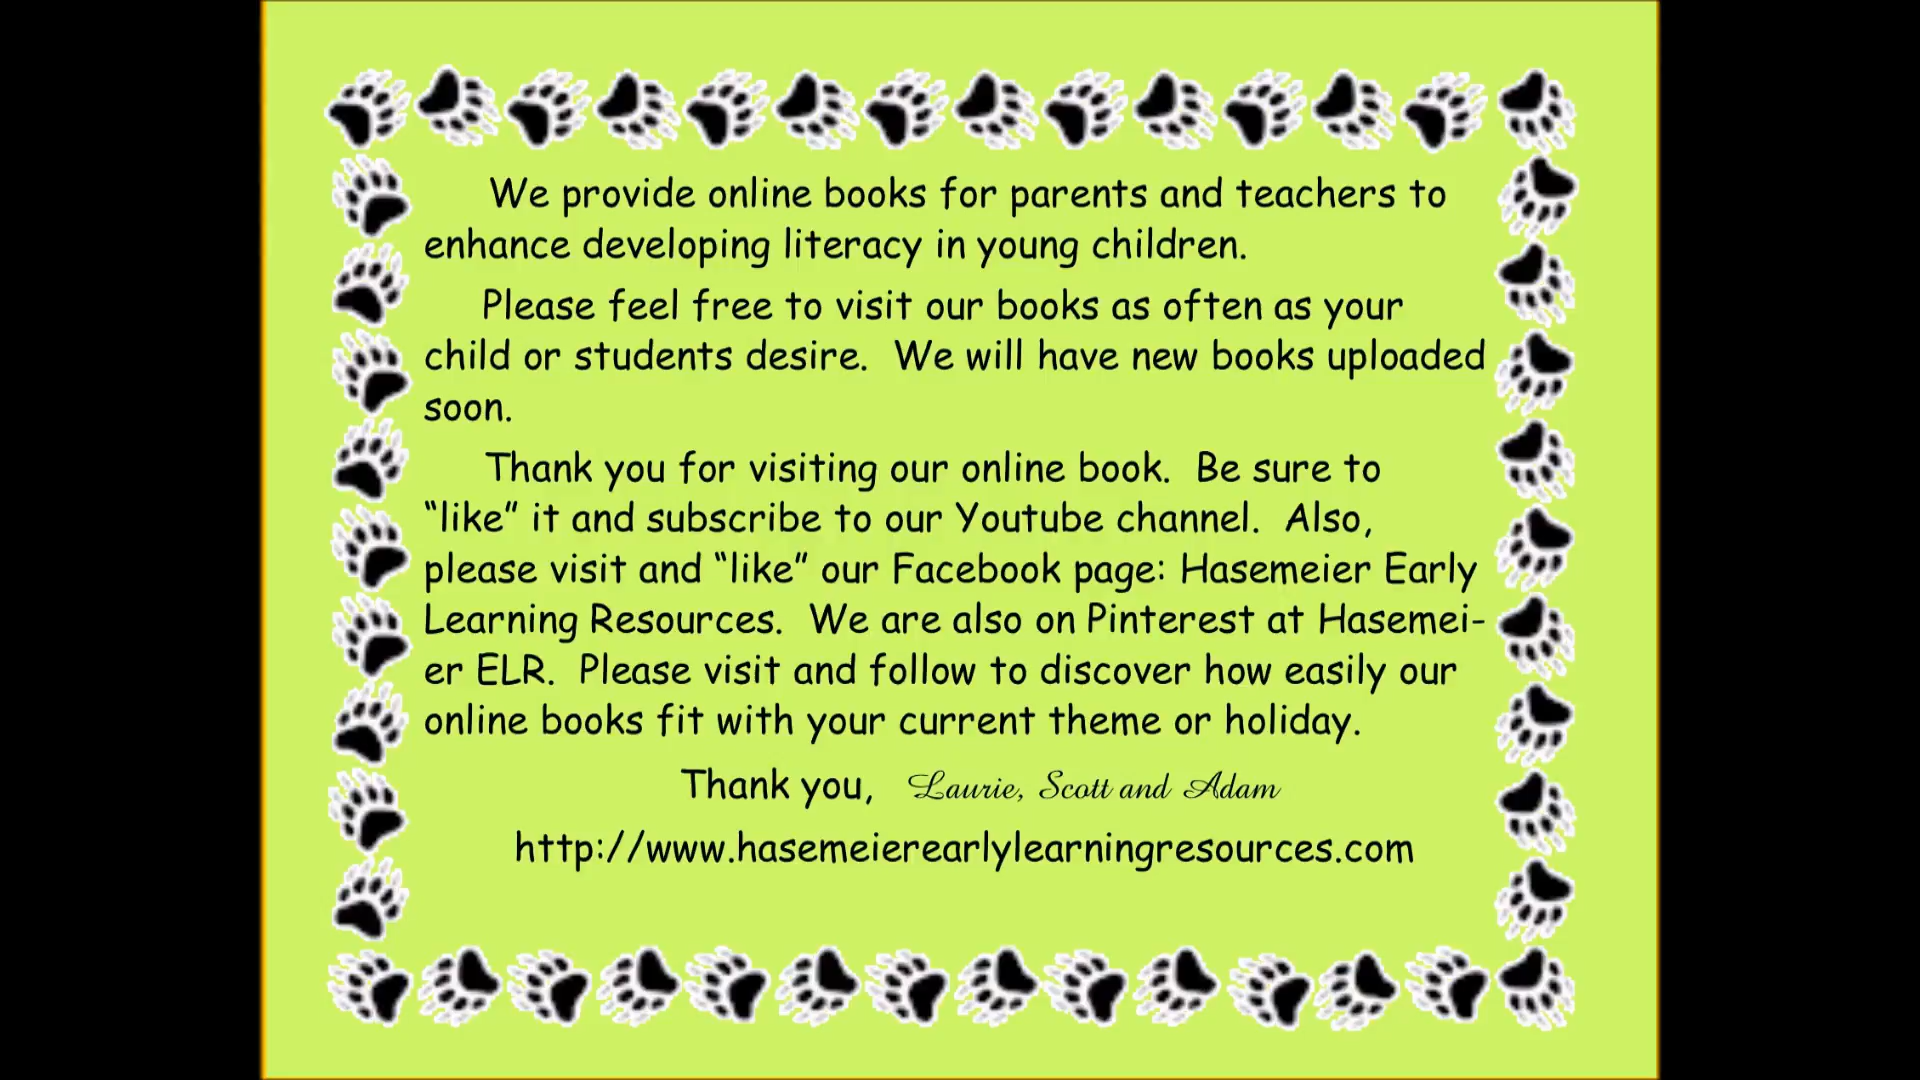 We provide online books for parents and teachers to
enhance developing literacy in young children.
Please feel free to visit our books as often as your
child or students desire.  We will have new books uploaded
soon.
Thank you for visiting our online book.  Be sure to
“like” it and subscribe to our Youtube channel.  Also,
please visit and “like” our Facebook page: Hasemeier Early
Learning Resources.  We are also on Pinterest at Hasemei-
er ELR.  Please visit and follow to discover how easily our
online books fit with your current theme or holiday.
Thank you,   Laurie, Scott and Adam
http://www.hasemeierearlylearningresources.com